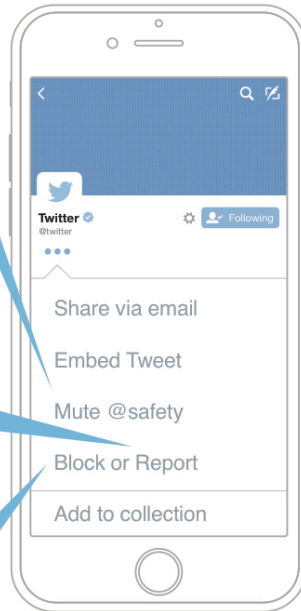 Twitter
Following
@twitter
Share via email
Embed Tweet
Mute @safety
Block or Report
Add to collection